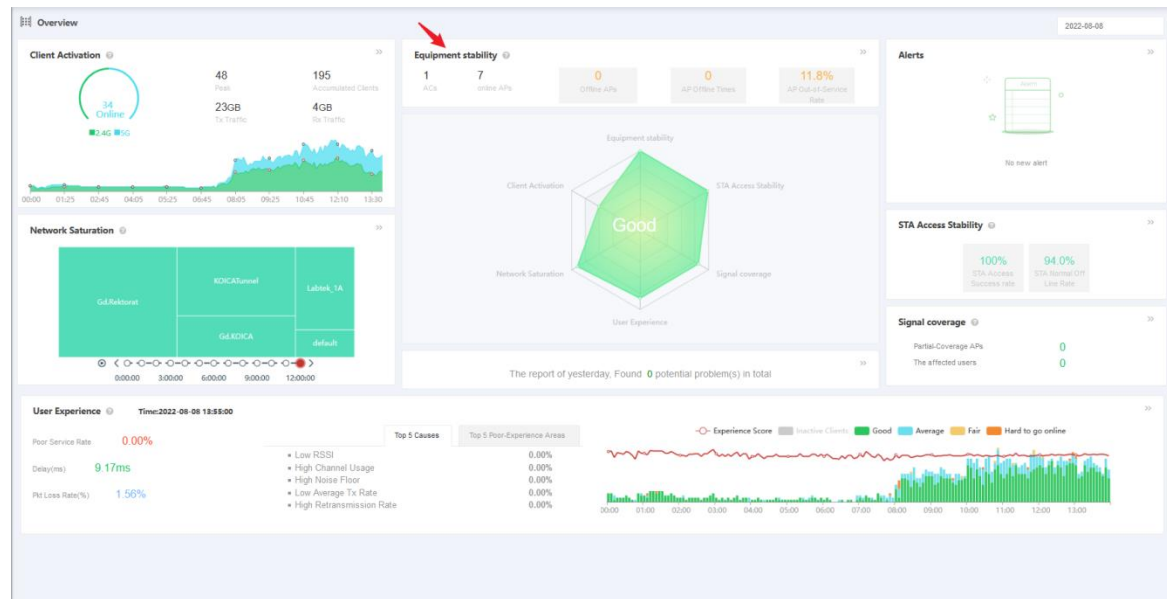 Overview
2022-08-08
Client Activation
34
Online
2.4G 5G
48
Peak
195
Accumulated Clients
23GB
Tx Traffic
4GB
Rx Traffic
00:00 01:25 02:45 04:05 05:25 06:45 08:05 09:25 10:45 12:10 13:30
Equipment stability
1
ACs
7
online APs
0
Offline APs
0
AP Offline Times
11.8%
AP Out-of-Service
Rate
Equipment stability
Client Activation
STA Access Stability
Good
Network Saturation
Signal coverage
User Experience
The report of yesterday, Found 0 potential problem(s) in total
Alerts
No new alert
Network Saturation
Gd.Rektorat
KOICATunnel
Labtek_1A
Gd.KOICA
default
0:00:00 3:00:00 6:00:00 9:00:00 12:00:00
STA Access Stability
100%
STA Access
Success rate
94.0%
STA Normal Off
Line Rate
Signal coverage
Partial-Coverage APs 0
The affected users 0
User Experience Time:2022-08-08 13:55:00
Poor Service Rate 0.00%
Delay(ms) 9.17ms
Pkt Loss Rate(%) 1.56%
Top 5 Causes Top 5 Poor-Experience Areas
Low RSSI 0.00%
High Channel Usage 0.00%
High Noise Floor 0.00%
Low Average Tx Rate 0.00%
High Retransmission Rate 0.00%
Experience Score Inactive Clients Good Average Fair Hard to go online
00:00 01:00 02:00 03:00 04:00 05:00 06:00 07:00 08:00 09:00 10:00 11:00 12:00 13:00